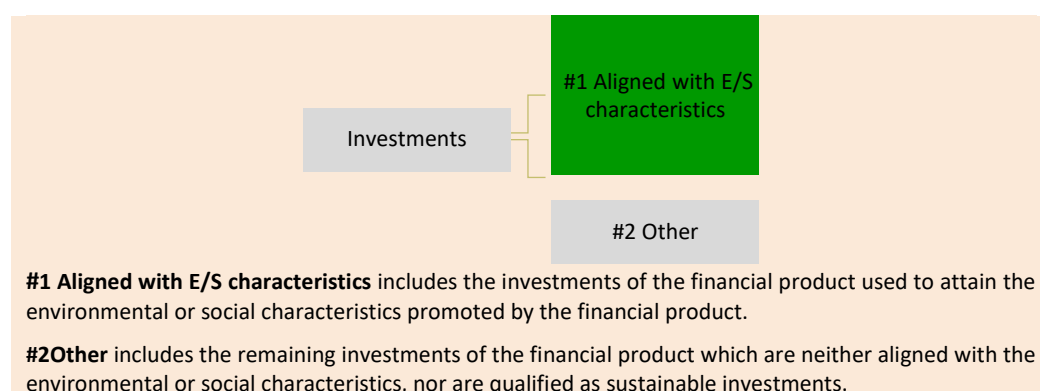 #1 Aligned with E/S
characteristics
Investments
#2 Other
#1 Aligned with E/S characteristics includes the investments of the financial product used to attain the
environmental or social characteristics promoted by the financial product.
#2Other includes the remaining investments of the financial product which are neither aligned with the
environmental or social characteristics, nor are qualified as sustainable investments.